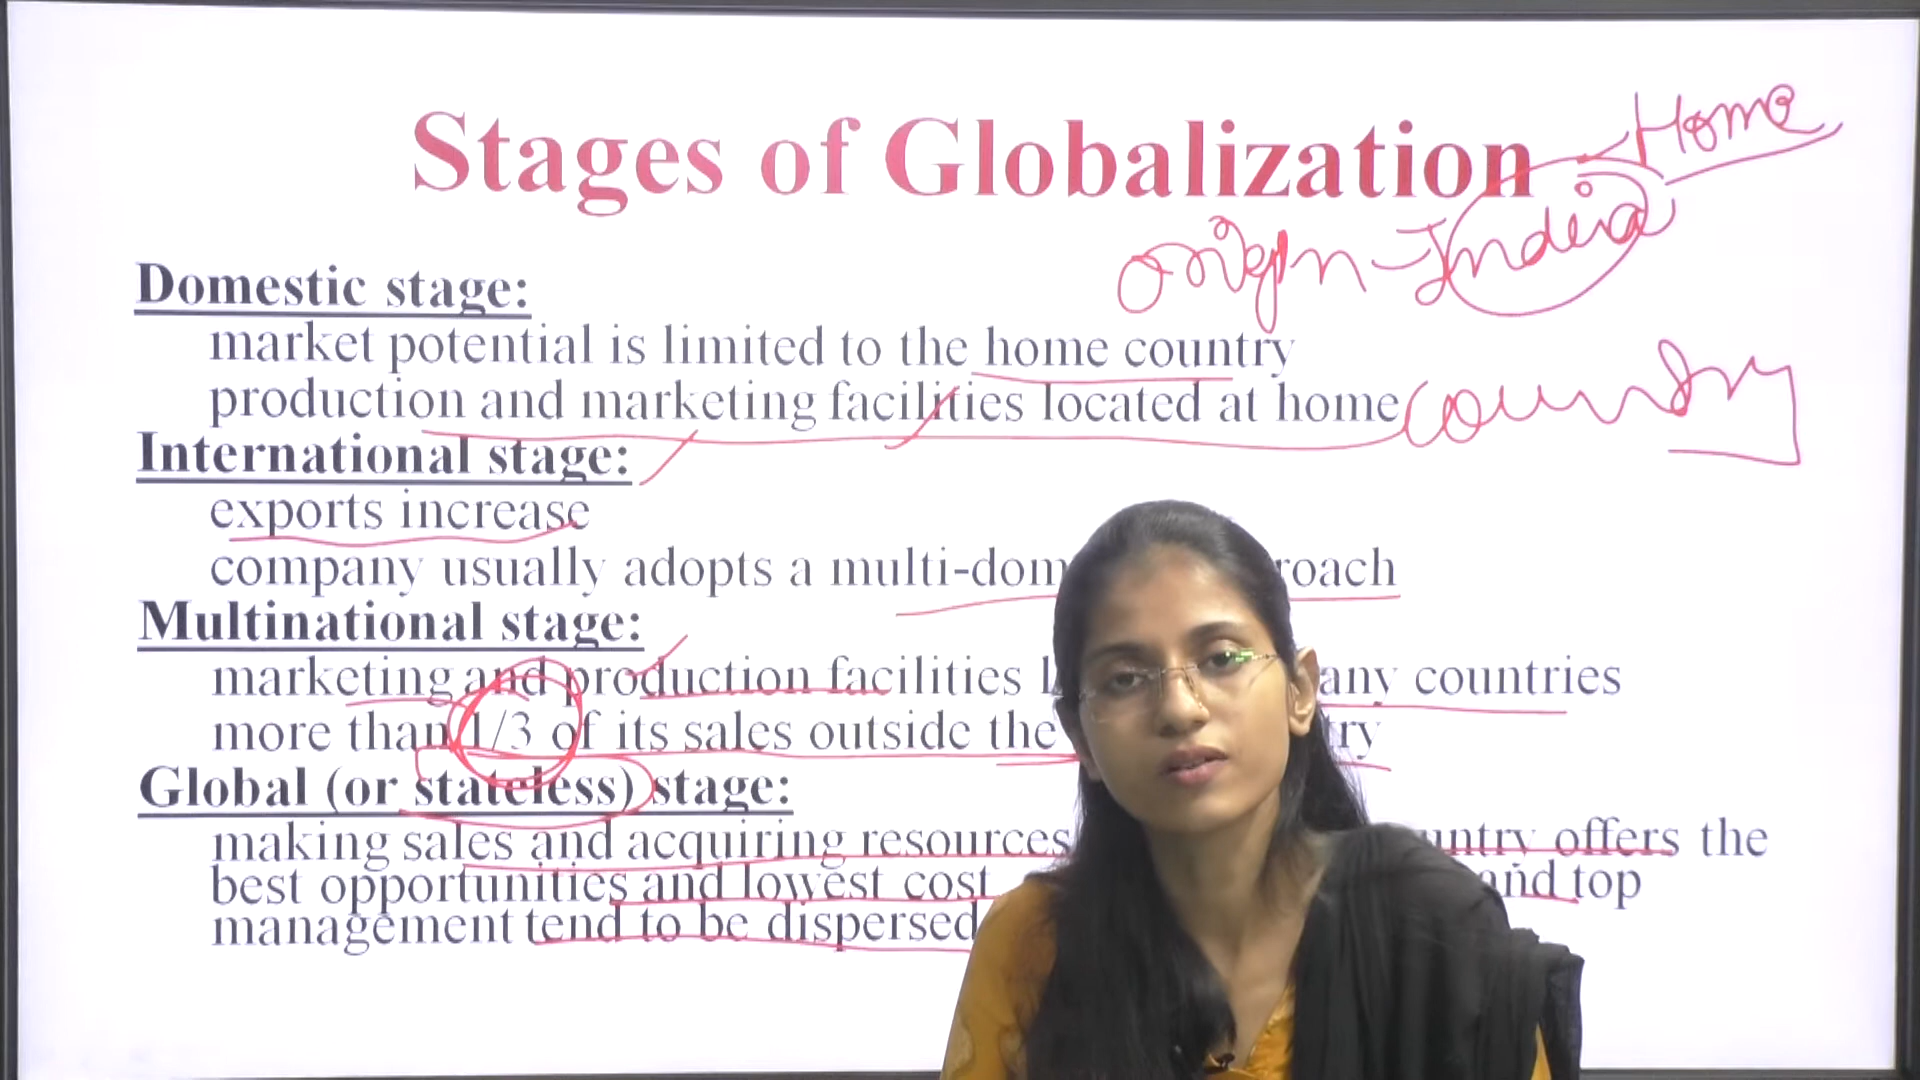 Stages of Globalization
Home
origin - India
Domestic stage:
market potential is limited to the home country
production and marketing facilities located at home country
International stage:
exports increase
company usually adopts a multi-dom roach
Multinational stage:
marketing and production facilities any countries
more than 1/3 of its sales outside the ry
Global (or stateless) stage:
making sales and acquiring resources untry offers the
best opportunities and lowest cost and top
management tend to be dispersed